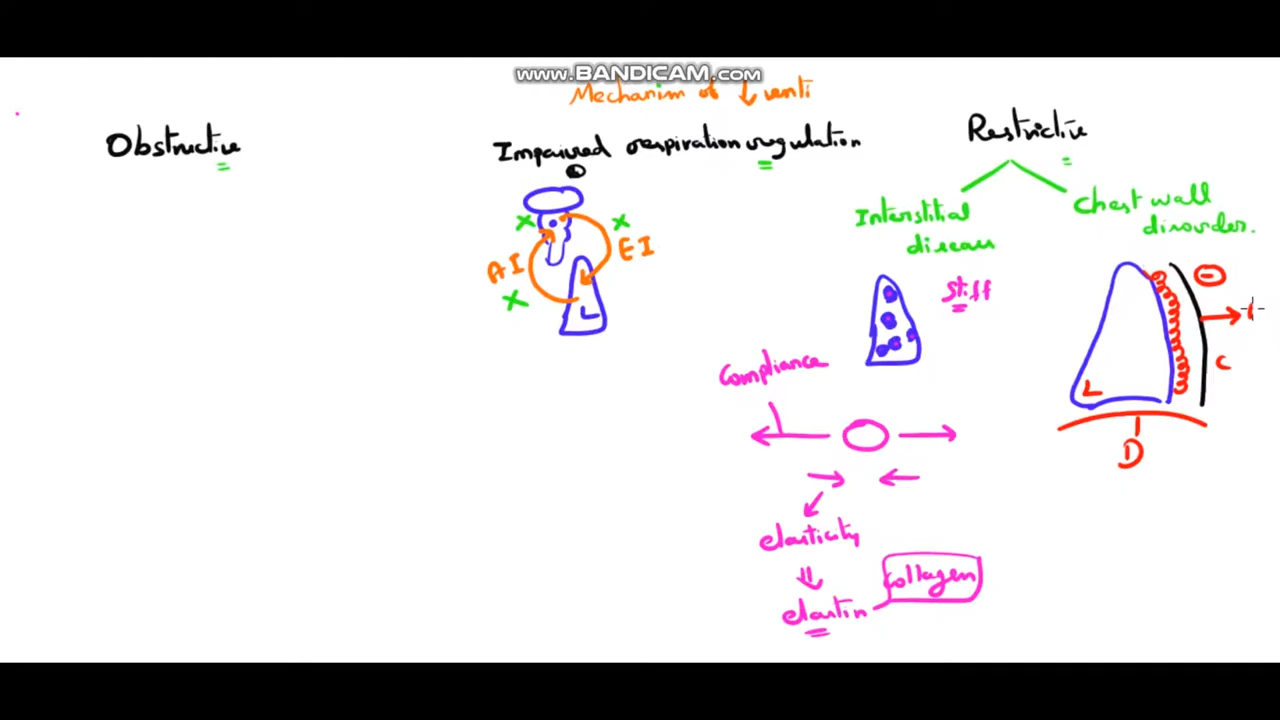 www.BANDICAM.com
Mechanism of ↓ venti
Obstructive
Impaired respiration regulation
Restrictive
Interstitial
diseases
Chest wall
disorder.
AI
EI
L
Stiff
L
C
D
Compliance
elasticity
elastin
Collagen